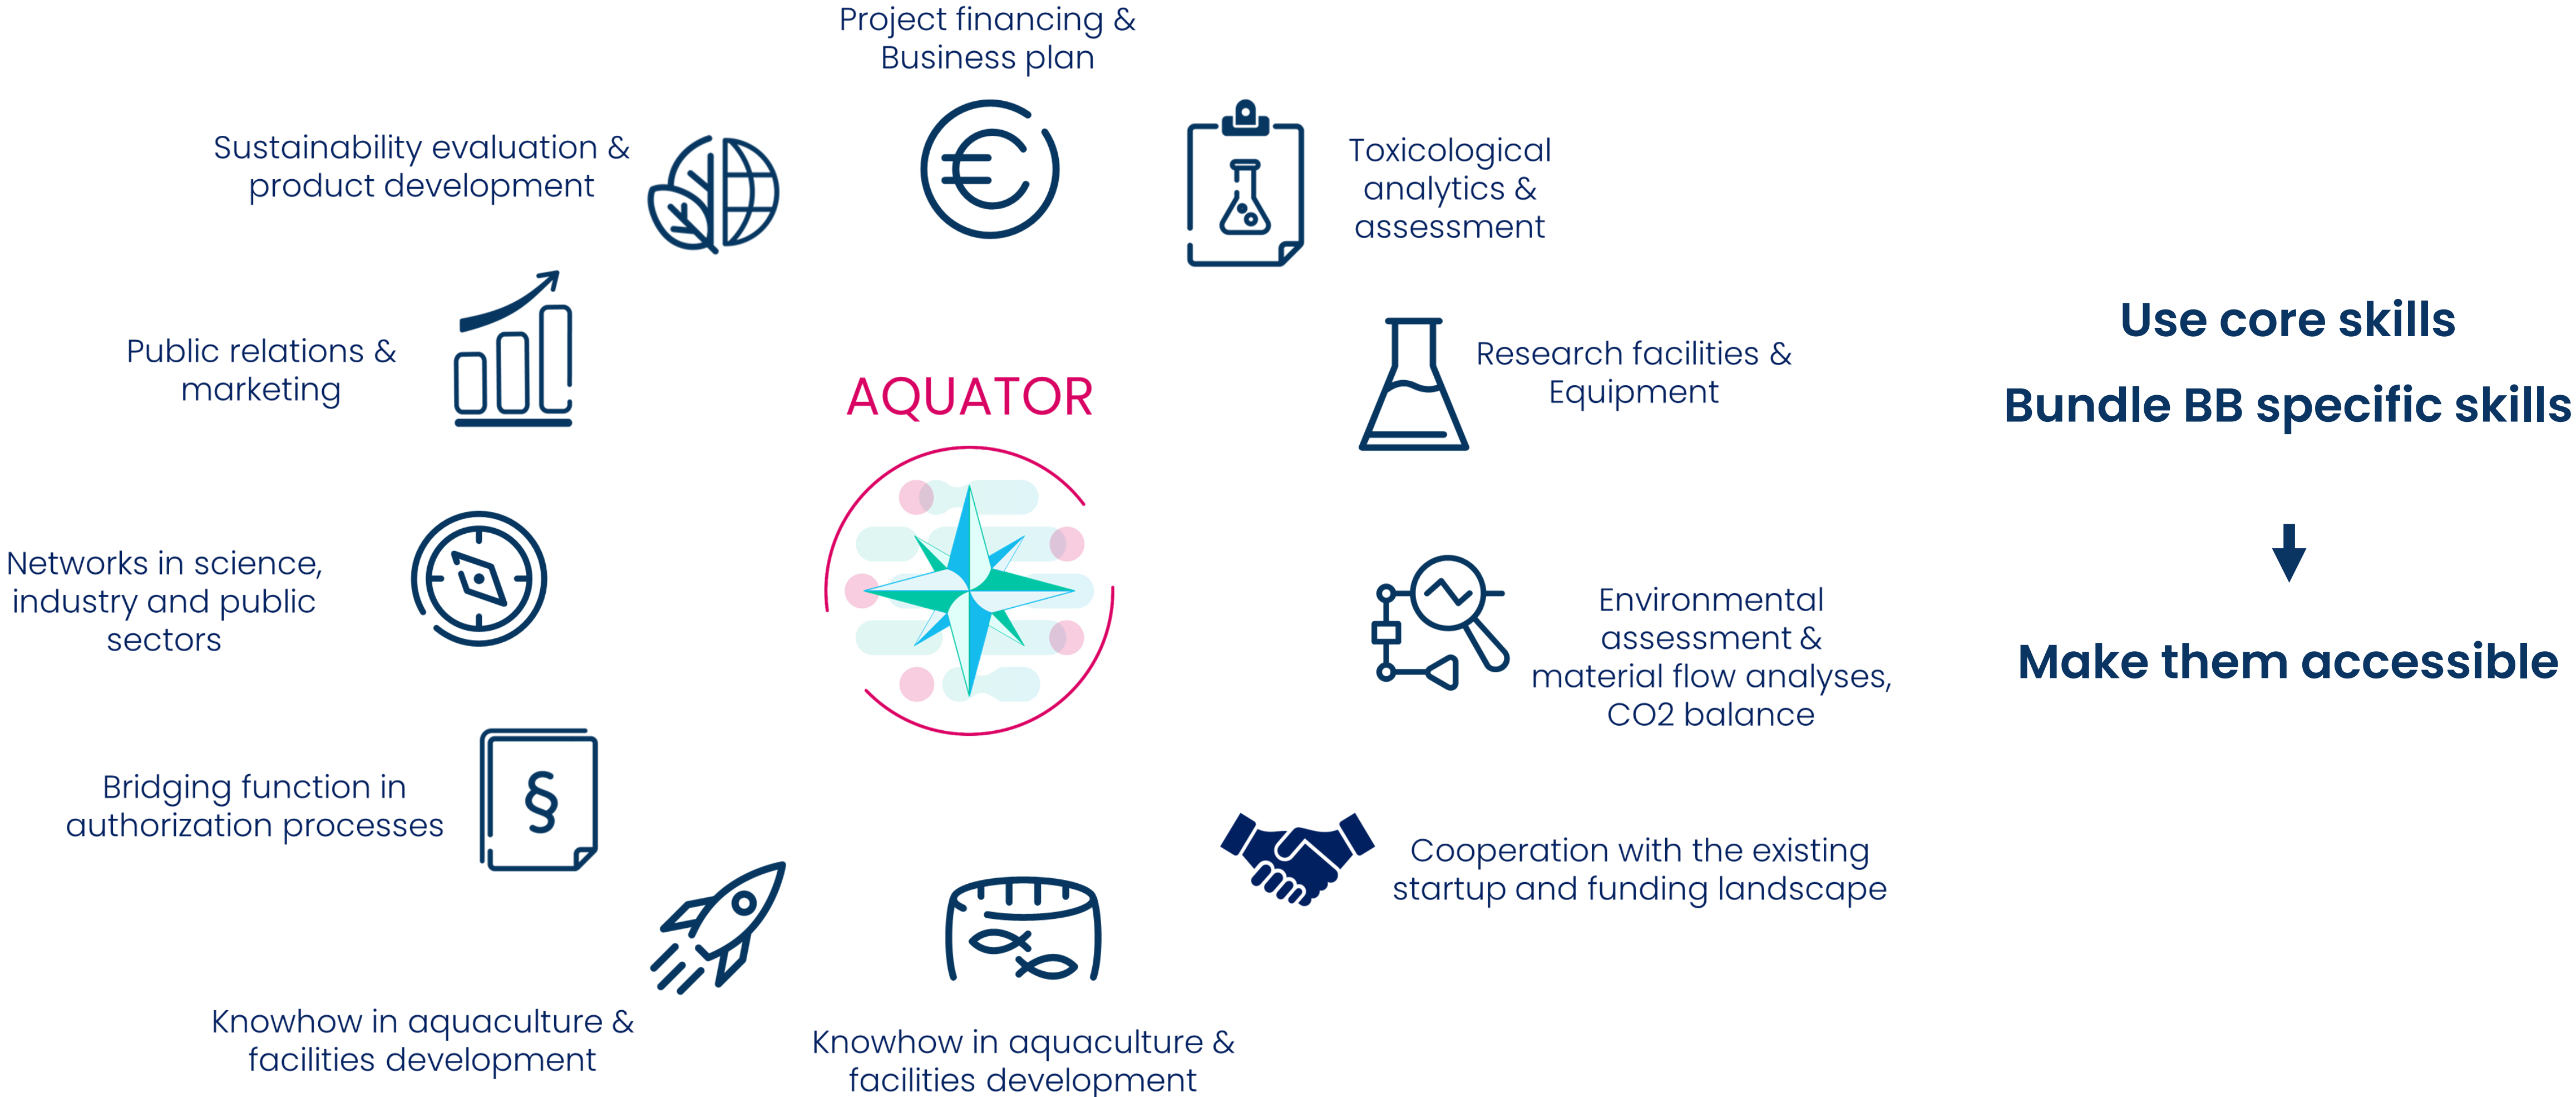 Project financing &
Business plan
Sustainability evaluation &
product development
Toxicological
analytics &
assessment
Public relations &
marketing
Research facilities &
Equipment
AQUATOR
Networks in science,
industry and public
sectors
Environmental
assessment &
material flow analyses,
CO2 balance
Bridging function in
authorization processes
§
Cooperation with the existing
startup and funding landscape
Knowhow in aquaculture &
facilities development
Knowhow in aquaculture &
facilities development
Use core skills
Bundle BB specific skills
Make them accessible